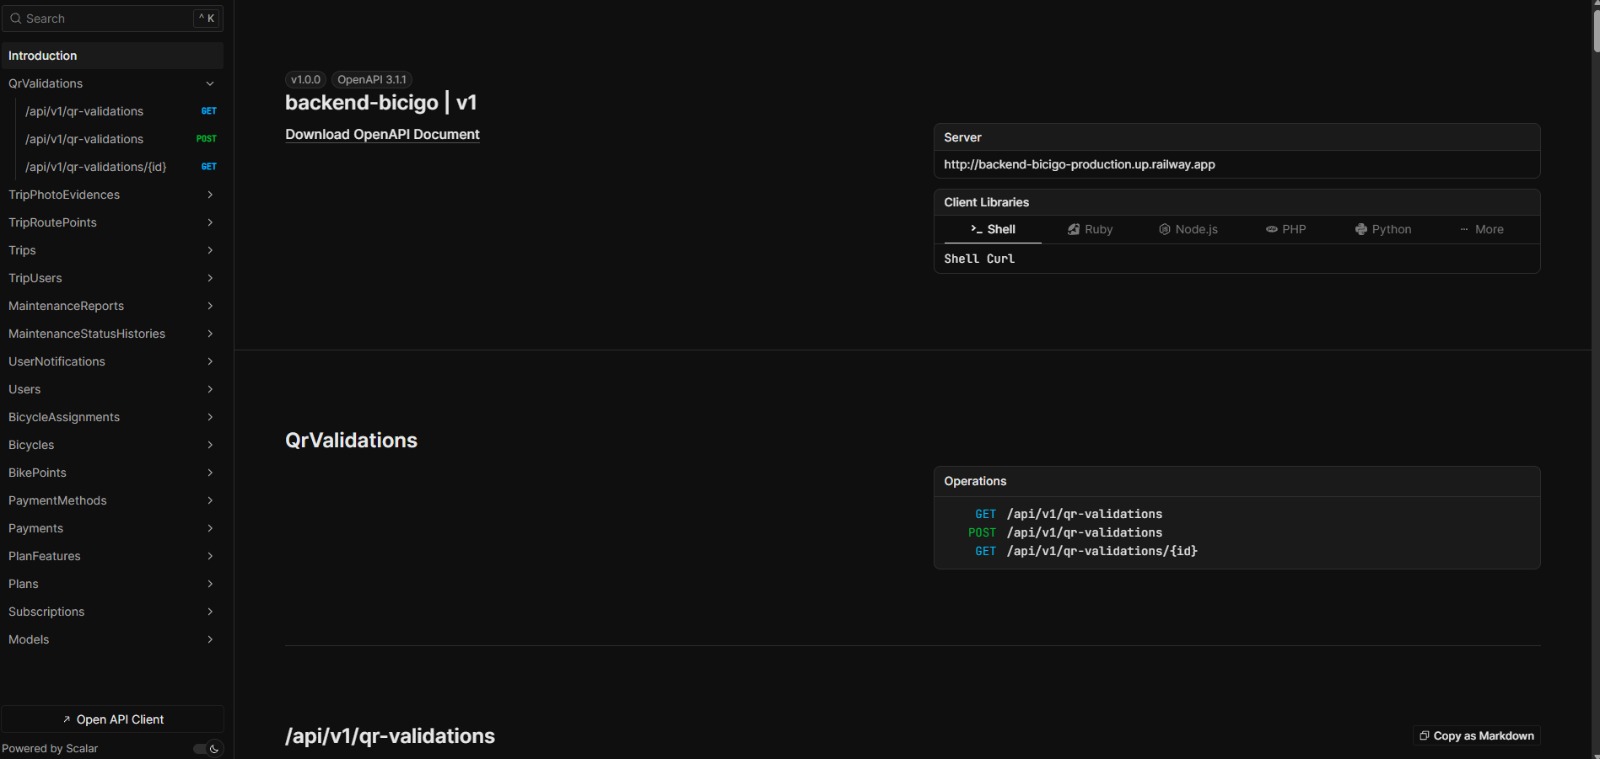 Search
^ K
Introduction
QrValidations
/api/v1/qr-validations GET
/api/v1/qr-validations POST
/api/v1/qr-validations/{id} GET
TripPhotoEvidences
TripRoutePoints
Trips
TripUsers
MaintenanceReports
MaintenanceStatusHistories
UserNotifications
Users
BicycleAssignments
Bicycles
BikePoints
PaymentMethods
Payments
PlanFeatures
Plans
Subscriptions
Models
Open API Client
Powered by Scalar
v1.0.0 OpenAPI 3.1.1
backend-bicigo | v1
Download OpenAPI Document
Server
http://backend-bicigo-production.up.railway.app
Client Libraries
Shell Ruby Node.js PHP Python More
Shell Curl
QrValidations
Operations
GET /api/v1/qr-validations
POST /api/v1/qr-validations
GET /api/v1/qr-validations/{id}
/api/v1/qr-validations
Copy as Markdown